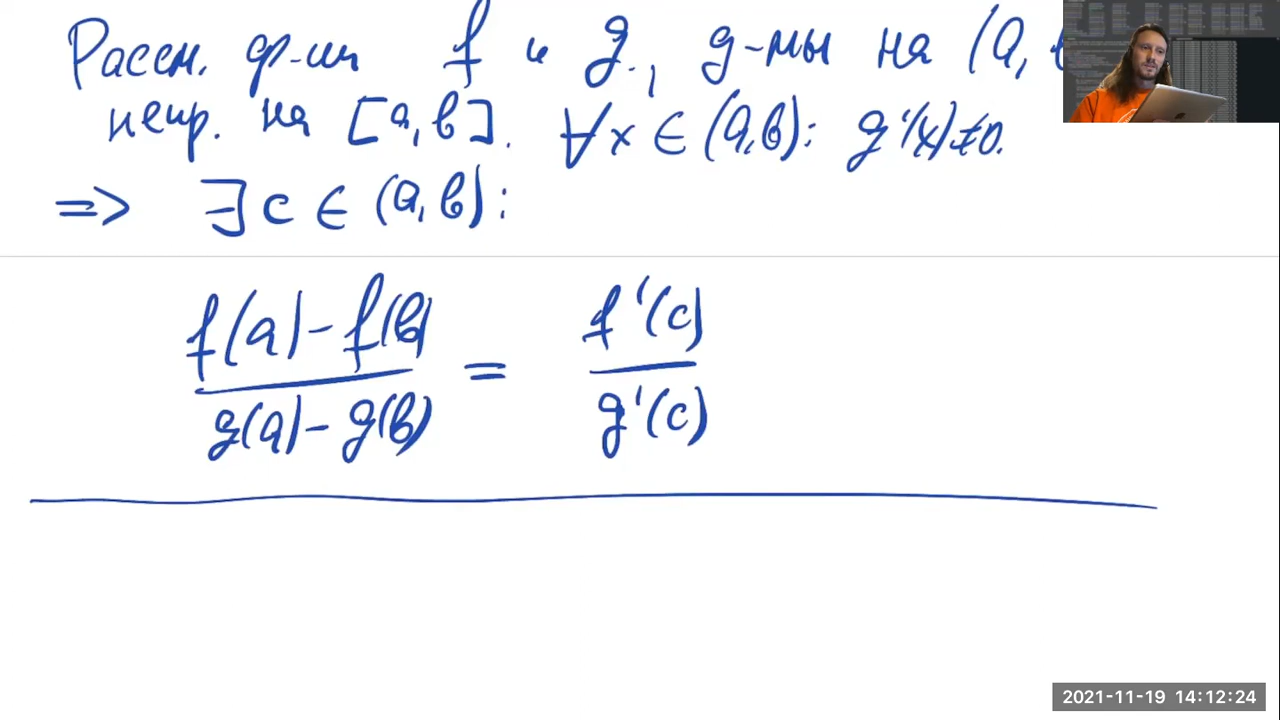 Рассм. ф-ии f и g, д-мы на (a, b
непр. на [a, b]. ∀x ∈ (a, b): g'(x) ≠ 0.
=> ∃ c ∈ (a, b):
f(a) - f(b) / g(a) - g(b) = f'(c) / g'(c)
2021-11-19 14:12:24